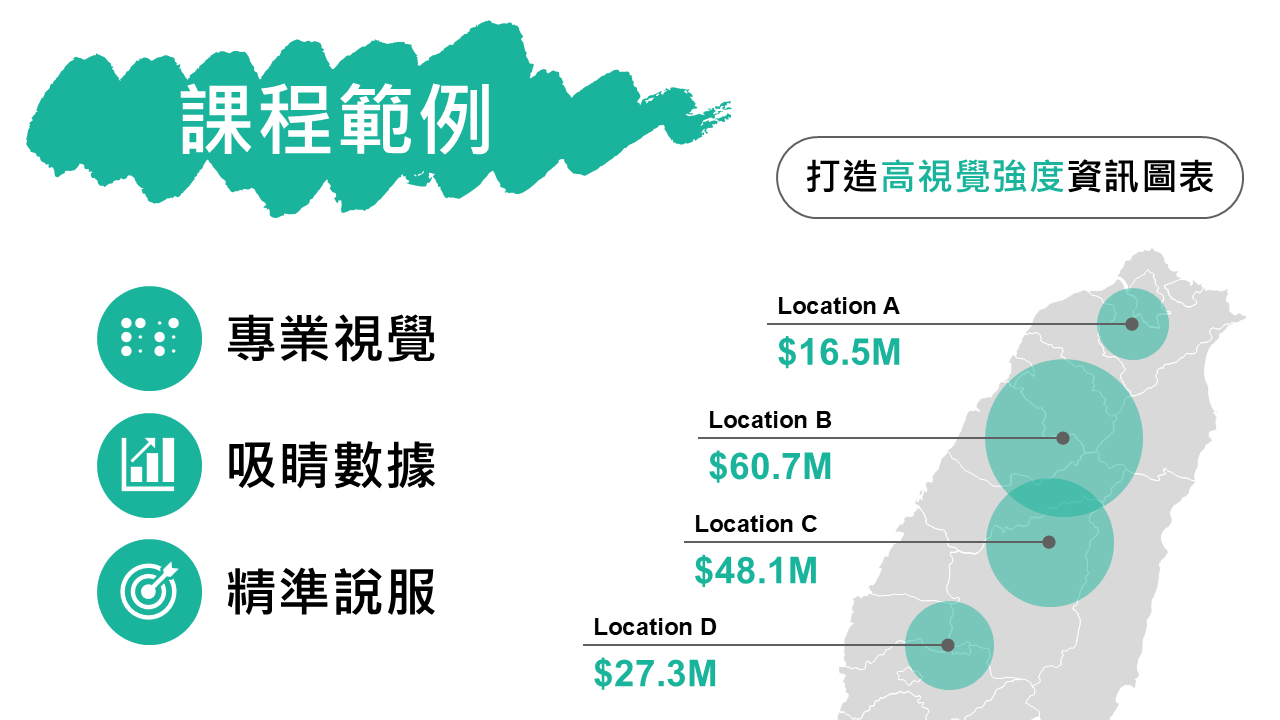 課程範例
打造高視覺強度資訊圖表
專業視覺
吸睛數據
精準說服
Location A
$16.5M
Location B
$60.7M
Location C
$48.1M
Location D
$27.3M